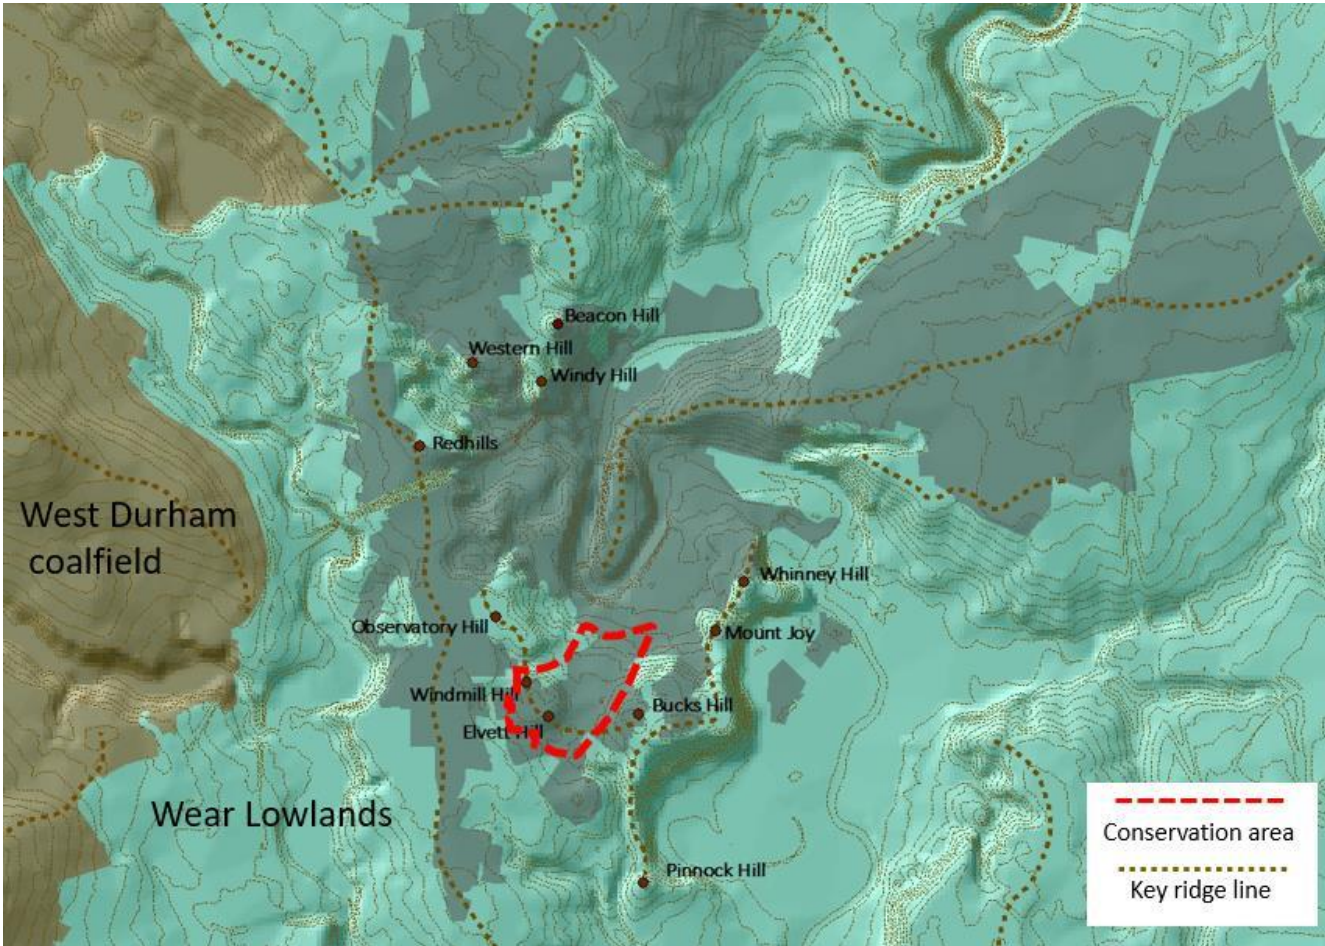 Beacon Hill
Western Hill
Windy Hill
Redhills
West Durham
coalfield
Whinney Hill
Observatory Hill
Mount Joy
Windmill Hill
Bucks Hill
Elvett Hill
Wear Lowlands
Conservation area
Pinnock Hill
Key ridge line